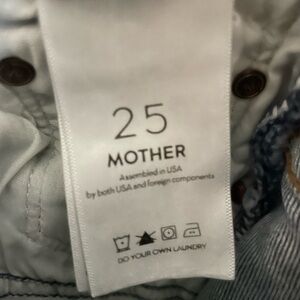 25
MOTHER
Assembled in USA
by both USA and foreign components
DO YOUR OWN LAUNDRY